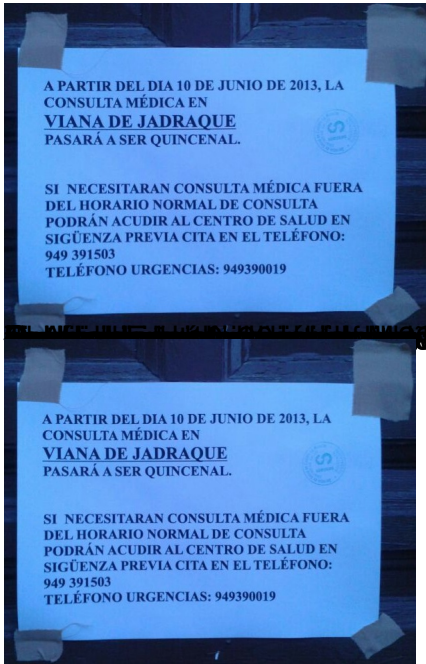 A PARTIR DEL DIA 10 DE JUNIO DE 2013, LA
CONSULTA MÉDICA EN
VIANA DE JADRAQUE
PASARÁ A SER QUINCENAL.
SI NECESITARAN CONSULTA MÉDICA FUERA
DEL HORARIO NORMAL DE CONSULTA
PODRÁN ACUDIR AL CENTRO DE SALUD EN
SIGÜENZA PREVIA CITA EN EL TELÉFONO:
949 391503
TELÉFONO URGENCIAS: 949390019
A PARTIR DEL DIA 10 DE JUNIO DE 2013, LA
CONSULTA MÉDICA EN
VIANA DE JADRAQUE
PASARÁ A SER QUINCENAL.
SI NECESITARAN CONSULTA MÉDICA FUERA
DEL HORARIO NORMAL DE CONSULTA
PODRÁN ACUDIR AL CENTRO DE SALUD EN
SIGÜENZA PREVIA CITA EN EL TELÉFONO:
949 391503
TELÉFONO URGENCIAS: 949390019